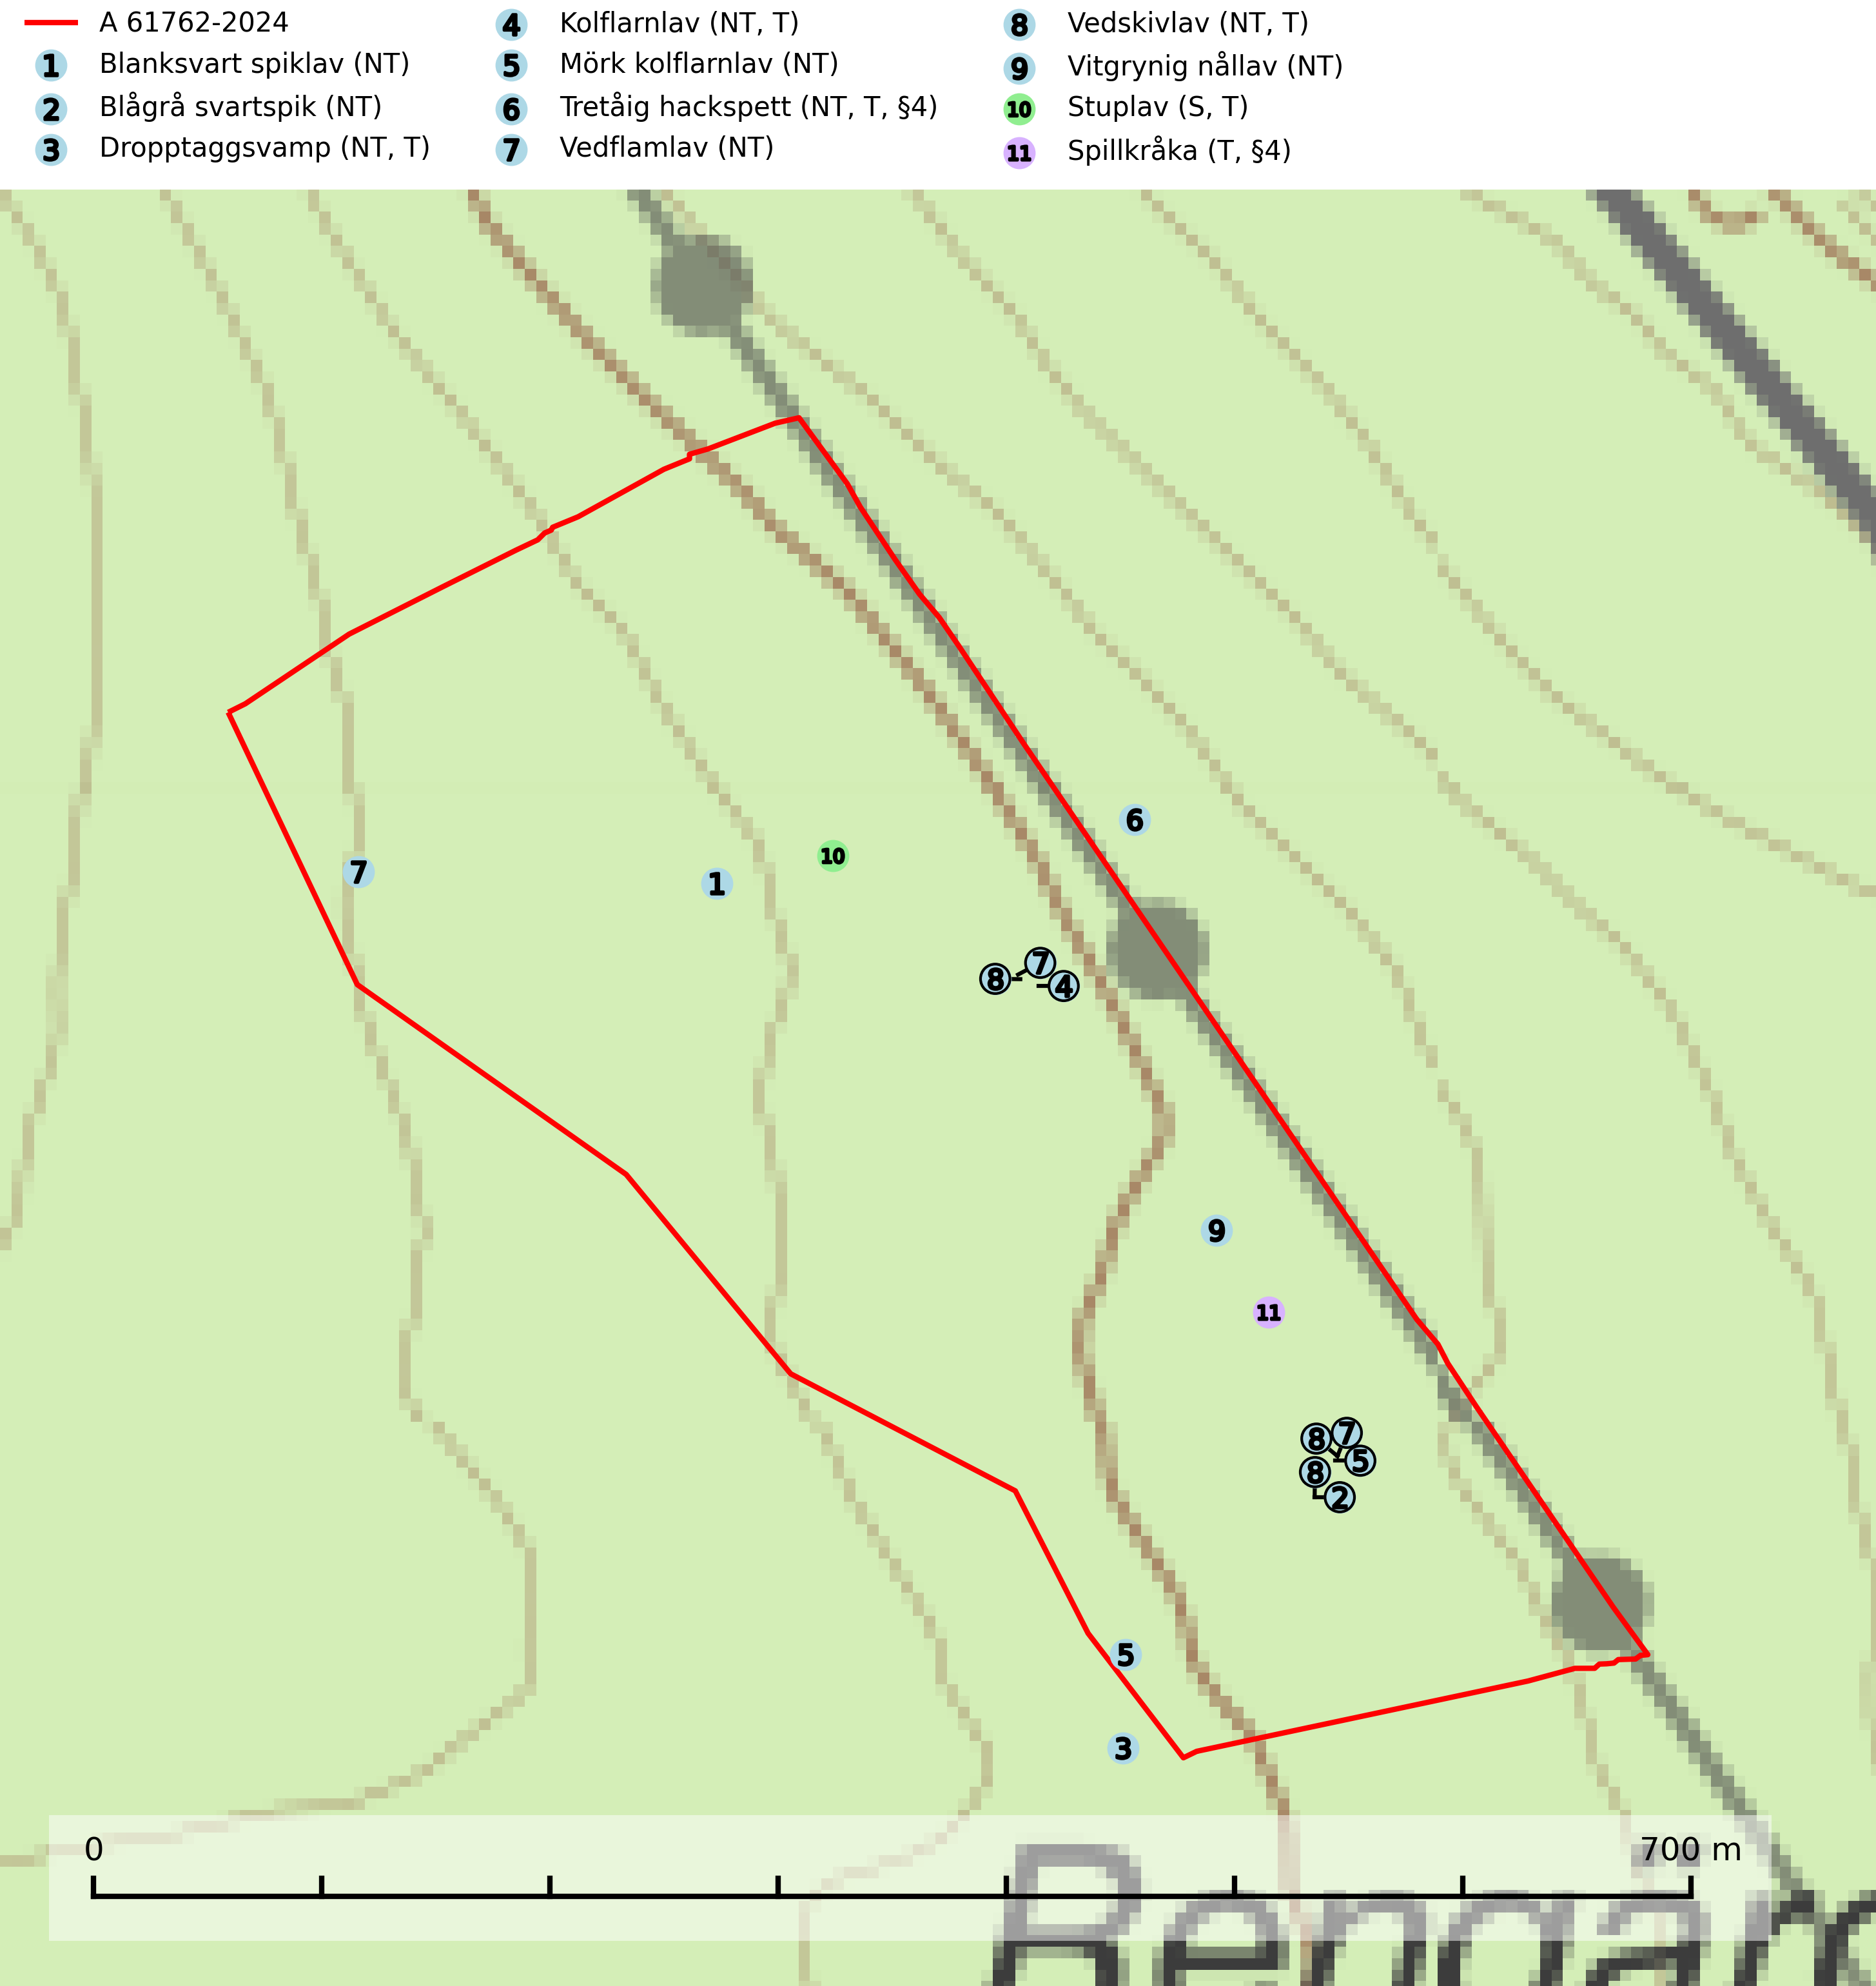 A 61762-2024
1 Blanksvart spiklav (NT)
2 Blågrå svartspik (NT)
3 Dropptaggsvamp (NT, T)
4 Kolflarnlav (NT, T)
5 Mörk kolflarnlav (NT)
6 Tretåig hackspett (NT, T, §4)
7 Vedflamlav (NT)
8 Vedskivlav (NT, T)
9 Vitgrynig nållav (NT)
10 Stuplav (S, T)
11 Spillkråka (T, §4)
6
10
7
1
7
8
4
9
11
7
8
5
8
2
5
3
0
700 m